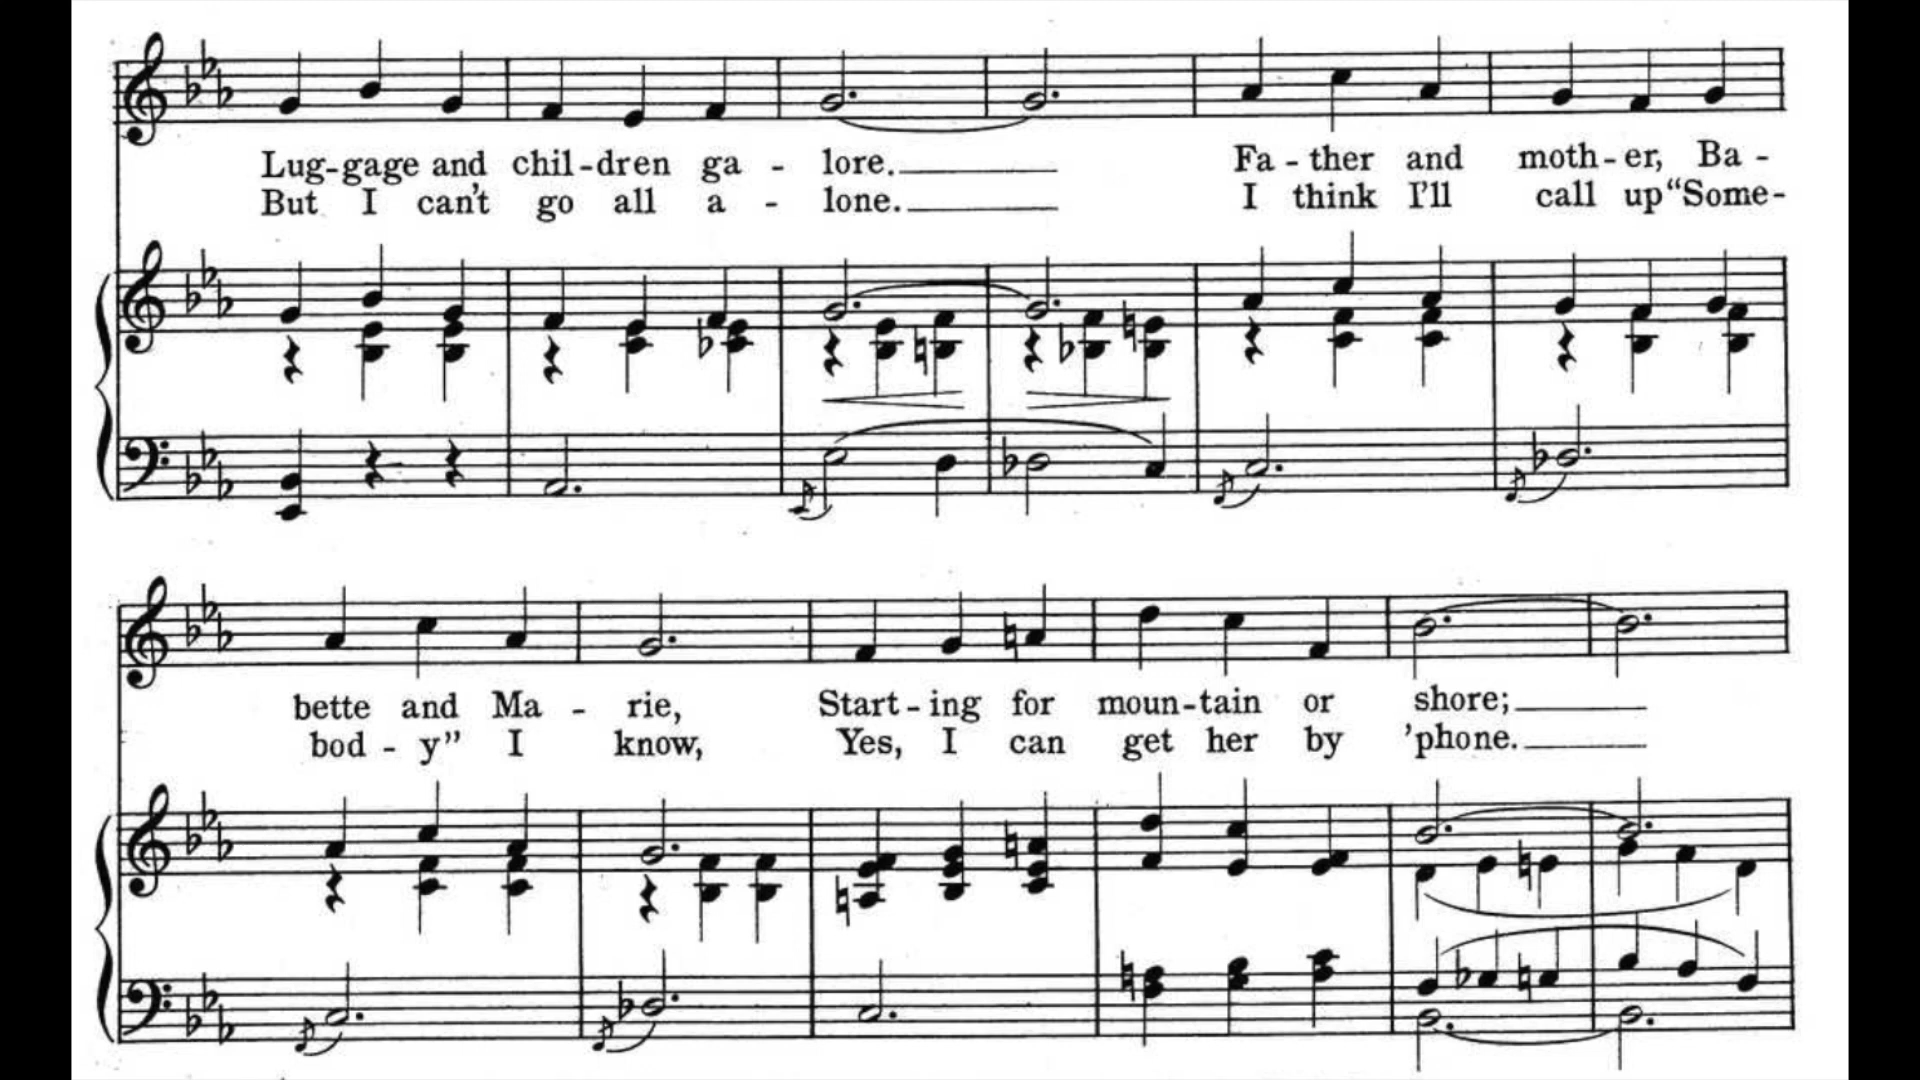 Lug-gage and chil-dren ga - lore.
But I can't go all a - lone.
Fa - ther and moth - er, Ba -
I think I'll call up “Some-
bette and Ma - rie,
bod - y” I know,
Start - ing for moun-tain or shore;
Yes, I can get her by 'phone.